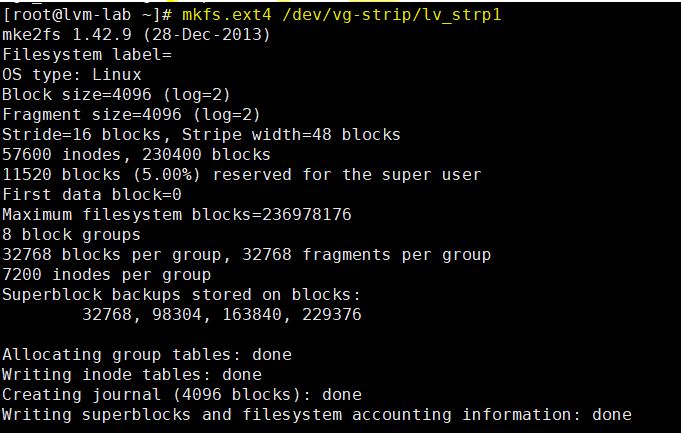 [root@lvm-lab ~]# mkfs.ext4 /dev/vg-strip/lv_strp1
mke2fs 1.42.9 (28-Dec-2013)
Filesystem label=
OS type: Linux
Block size=4096 (log=2)
Fragment size=4096 (log=2)
Stride=16 blocks, Stripe width=48 blocks
57600 inodes, 230400 blocks
11520 blocks (5.00%) reserved for the super user
First data block=0
Maximum filesystem blocks=236978176
8 block groups
32768 blocks per group, 32768 fragments per group
7200 inodes per group
Superblock backups stored on blocks:
        32768, 98304, 163840, 229376

Allocating group tables: done
Writing inode tables: done
Creating journal (4096 blocks): done
Writing superblocks and filesystem accounting information: done